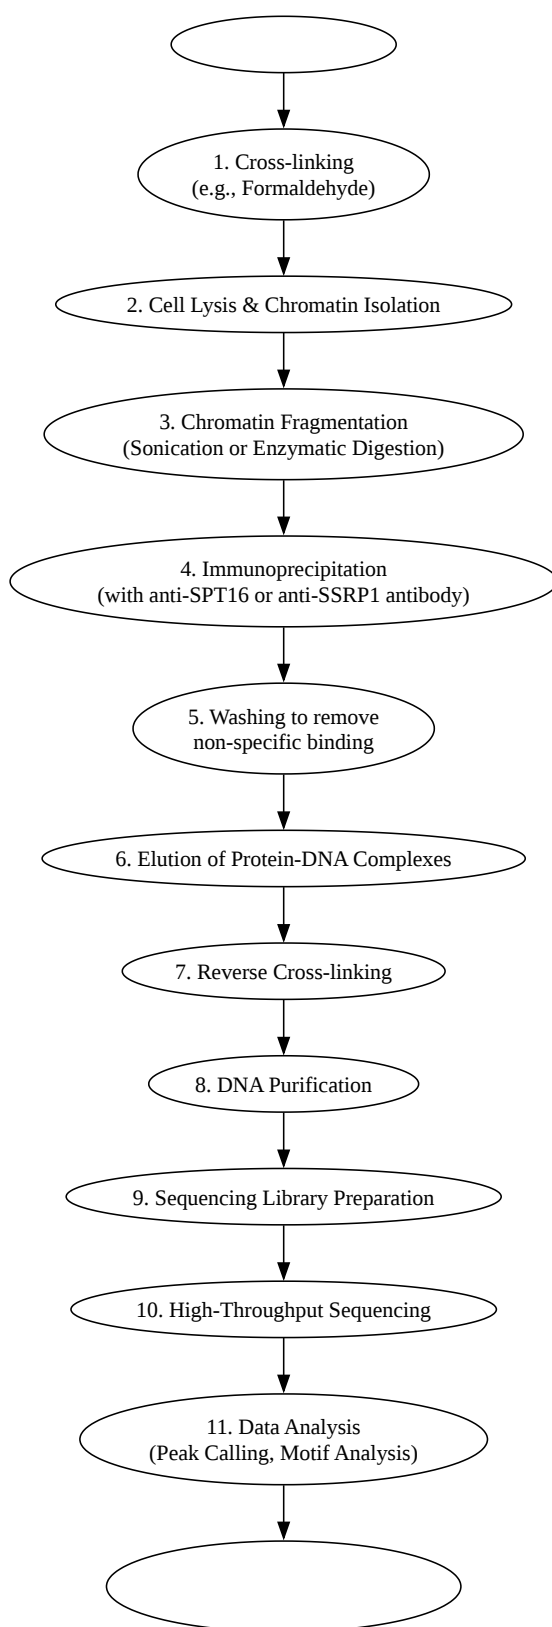 1. Cross-linking
(e.g., Formaldehyde)
2. Cell Lysis & Chromatin Isolation
3. Chromatin Fragmentation
(Sonication or Enzymatic Digestion)
4. Immunoprecipitation
(with anti-SPT16 or anti-SSRP1 antibody)
5. Washing to remove
non-specific binding
6. Elution of Protein-DNA Complexes
7. Reverse Cross-linking
8. DNA Purification
9. Sequencing Library Preparation
10. High-Throughput Sequencing
11. Data Analysis
(Peak Calling, Motif Analysis)